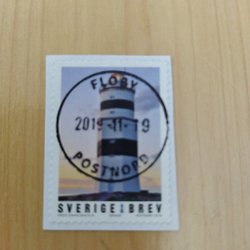 FLOBY
2019-11-19
POSTNORD
SVERIGE BREV